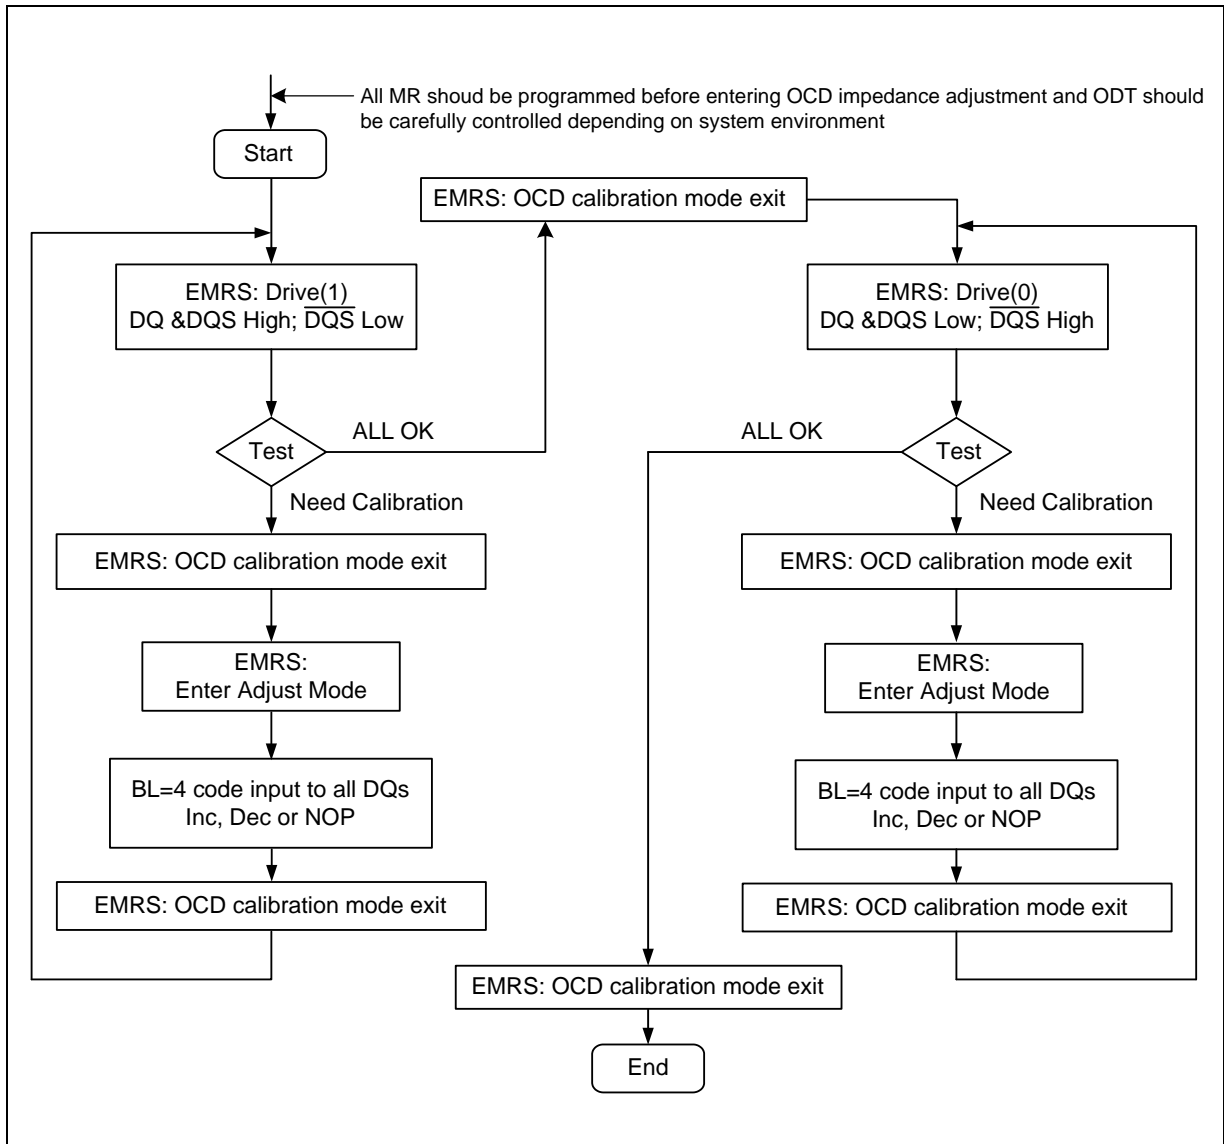 All MR shoud be programmed before entering OCD impedance adjustment and ODT should
be carefully controlled depending on system environment
Start
EMRS: OCD calibration mode exit
EMRS: Drive(1)
DQ &DQS High; D̅Q̅S̅ Low
Test
ALL OK
Need Calibration
EMRS: OCD calibration mode exit
EMRS:
Enter Adjust Mode
BL=4 code input to all DQs
Inc, Dec or NOP
EMRS: OCD calibration mode exit
EMRS: Drive(0)
DQ &DQS Low; D̅Q̅S̅ High
ALL OK
Test
Need Calibration
EMRS: OCD calibration mode exit
EMRS:
Enter Adjust Mode
BL=4 code input to all DQs
Inc, Dec or NOP
EMRS: OCD calibration mode exit
EMRS: OCD calibration mode exit
End